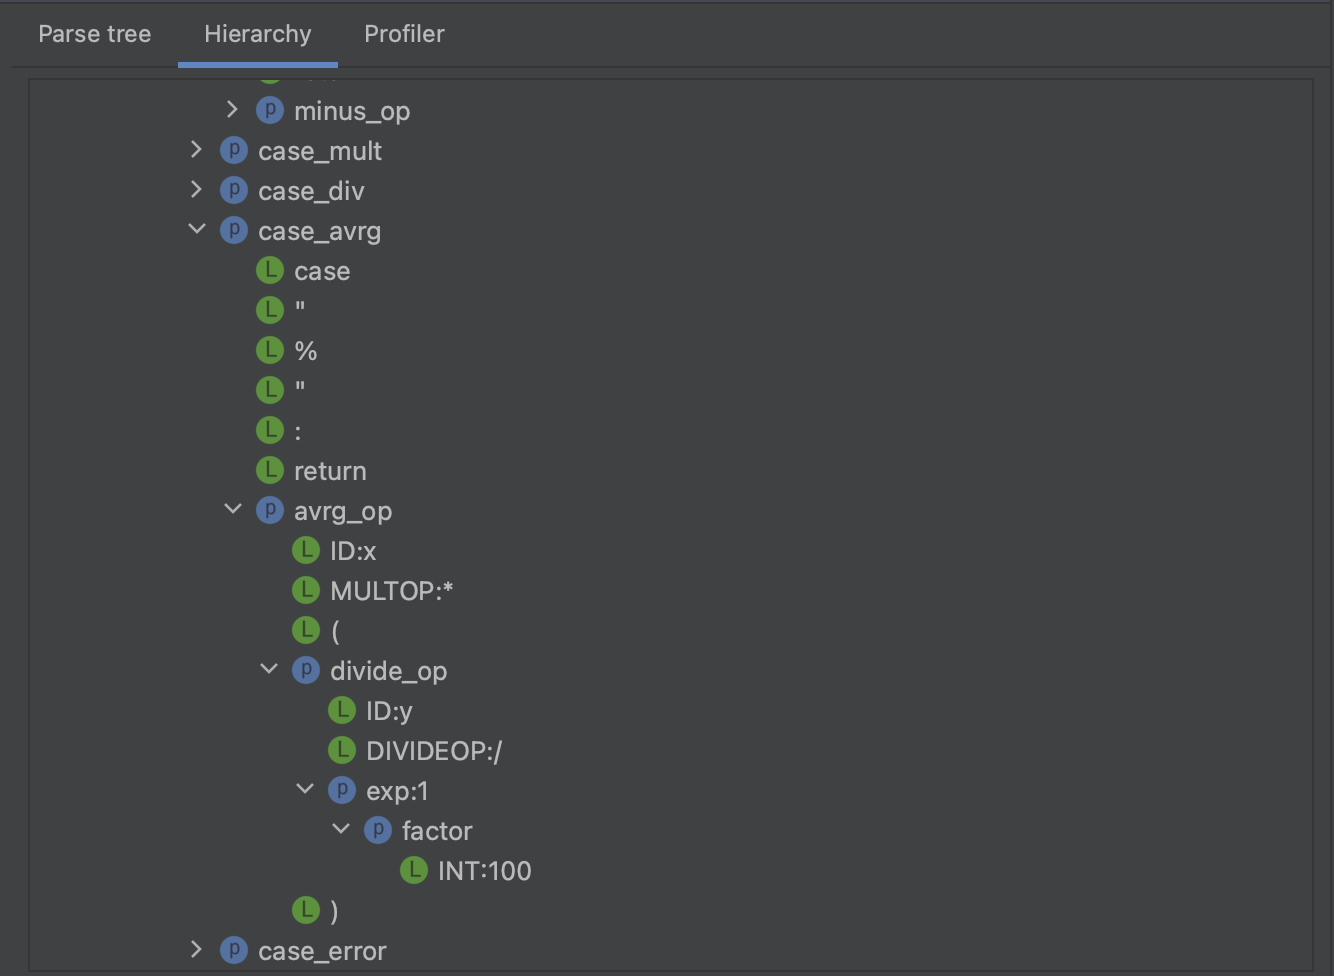 Parse tree Hierarchy Profiler
p minus_op
p case_mult
p case_div
p case_avrg
L case
L "
L %
L "
L :
L return
p avrg_op
L ID:x
L MULTOP:*
L (
p divide_op
L ID:y
L DIVIDEOP:/
p exp:1
p factor
L INT:100
L )
p case_error